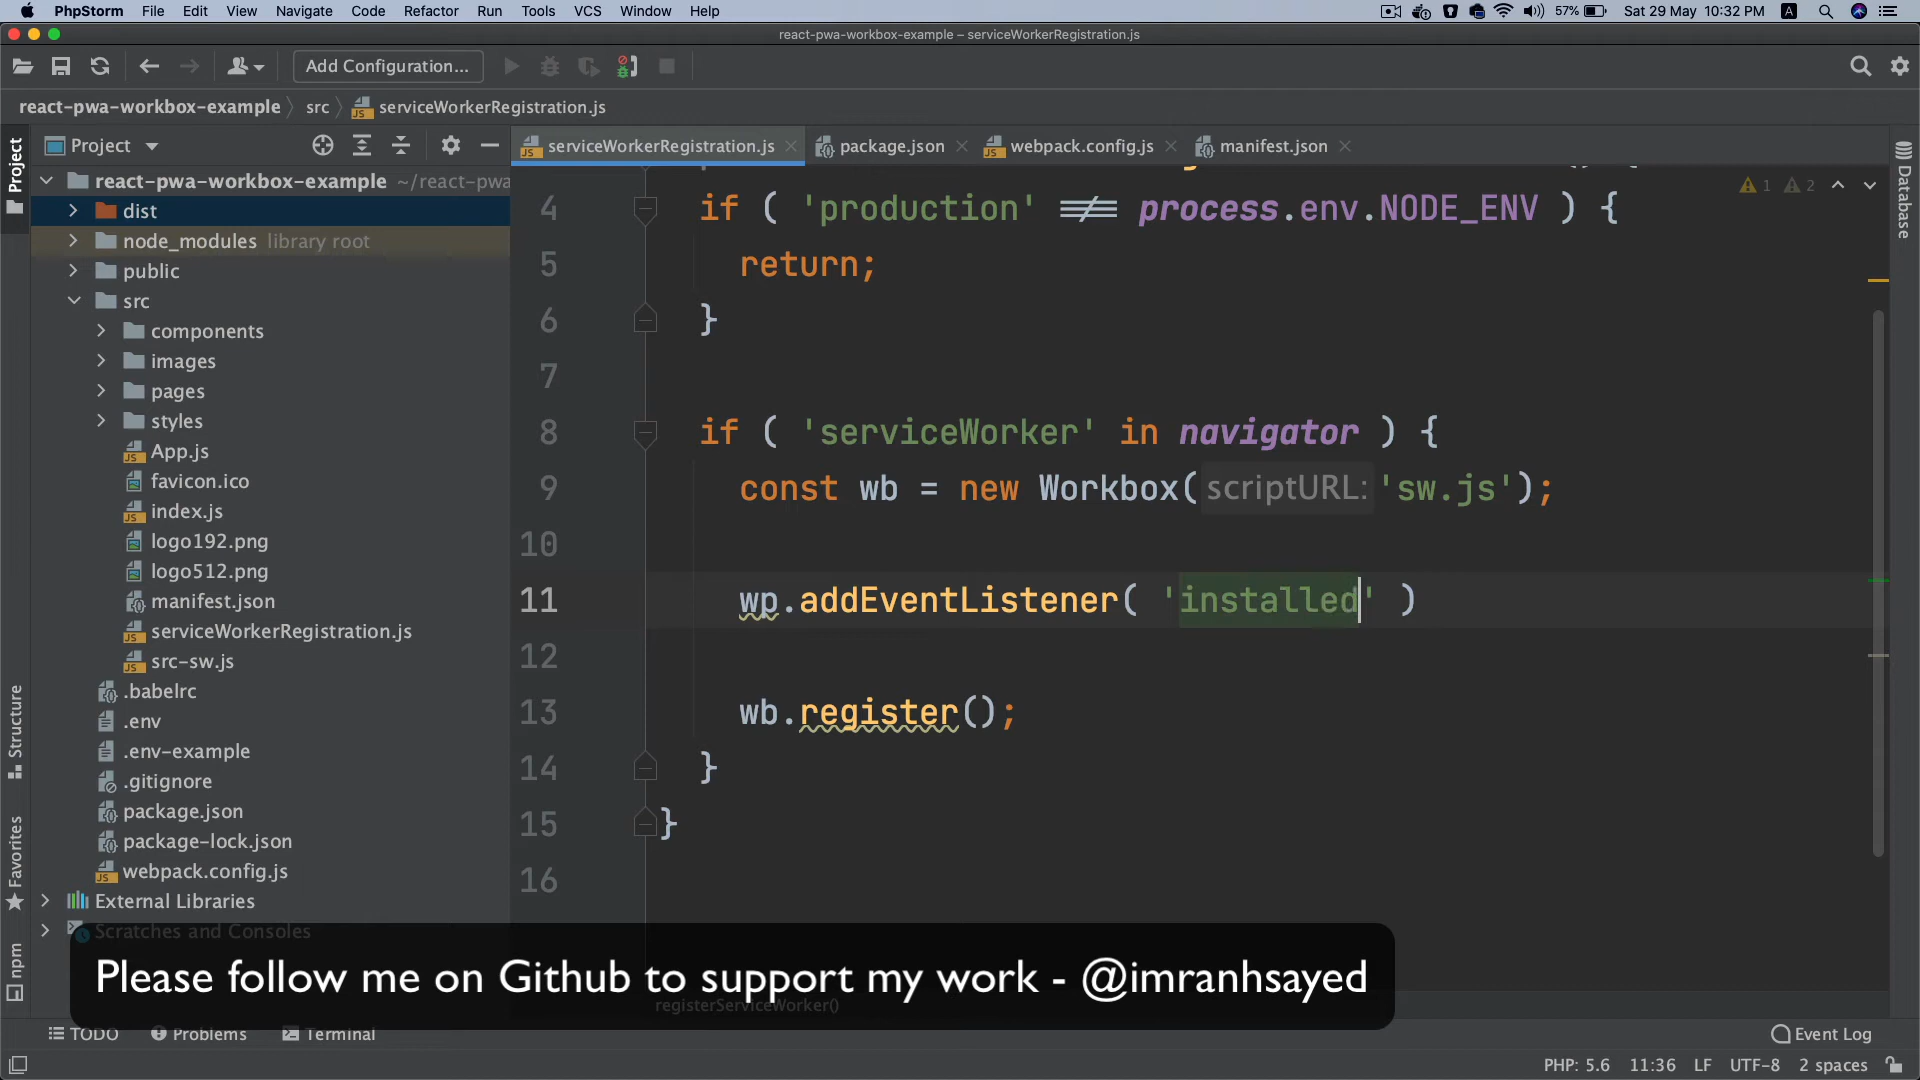 PhpStorm File Edit View Navigate Code Refactor Run Tools VCS Window Help 57% Sat 29 May 10:32 PM A
react-pwa-workbox-example – serviceWorkerRegistration.js
Add Configuration...
react-pwa-workbox-example src serviceWorkerRegistration.js
Project serviceWorkerRegistration.js package.json webpack.config.js manifest.json
react-pwa-workbox-example ~/react-pwa
dist
node_modules library root
public
src
components
images
pages
styles
App.js
favicon.ico
index.js
logo192.png
logo512.png
manifest.json
serviceWorkerRegistration.js
src-sw.js
.babelrc
.env
.env-example
.gitignore
package.json
package-lock.json
webpack.config.js
External Libraries
Scratches and Consoles
Project
Structure
Favorites
npm
Database
1 2
4 if ( 'production' !== process.env.NODE_ENV ) {
5 return;
6 }
7
8 if ( 'serviceWorker' in navigator ) {
9 const wb = new Workbox( scriptURL: 'sw.js');
10
11 wp.addEventListener( 'installed' )
12
13 wb.register();
14 }
15 }
16
Please follow me on Github to support my work - @imranhsayed
registerServiceWorker()
TODO Problems Terminal Event Log
PHP: 5.6 11:36 LF UTF-8 2 spaces